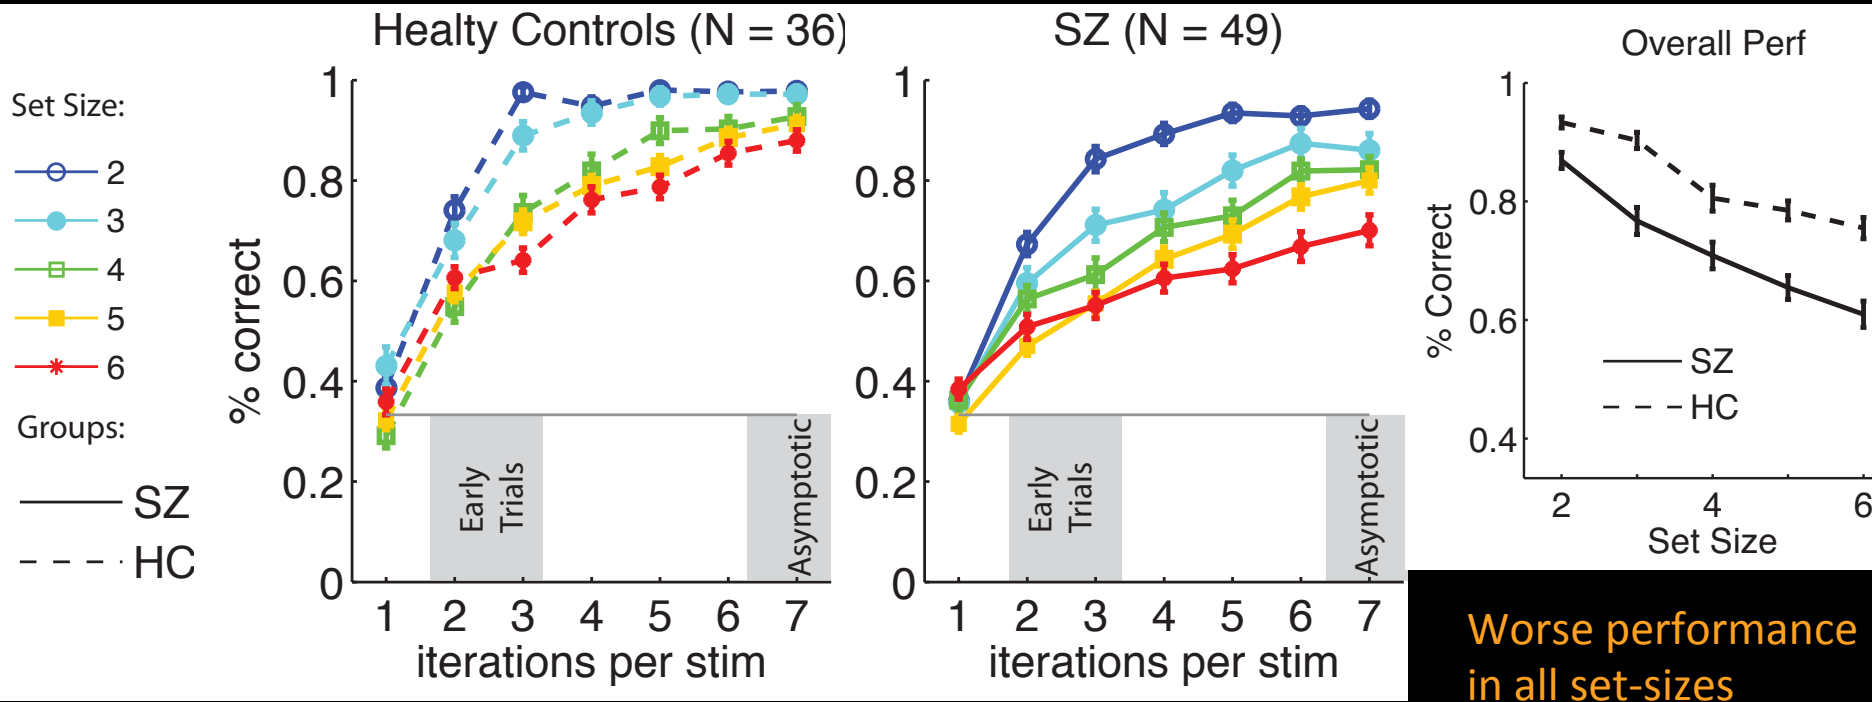 Healty Controls (N = 36)
SZ (N = 49)
Overall Perf
Set Size:
2
3
4
5
6
Groups:
SZ
HC
% correct
1
0.8
0.6
0.4
0.2
0
Early
Trials
Asymptotic
1 2 3 4 5 6 7
iterations per stim
1
0.8
0.6
0.4
0.2
0
Early
Trials
Asymptotic
1 2 3 4 5 6 7
iterations per stim
% Correct
1
0.8
0.6
0.4
SZ
HC
2 4 6
Set Size
Worse performance
in all set-sizes